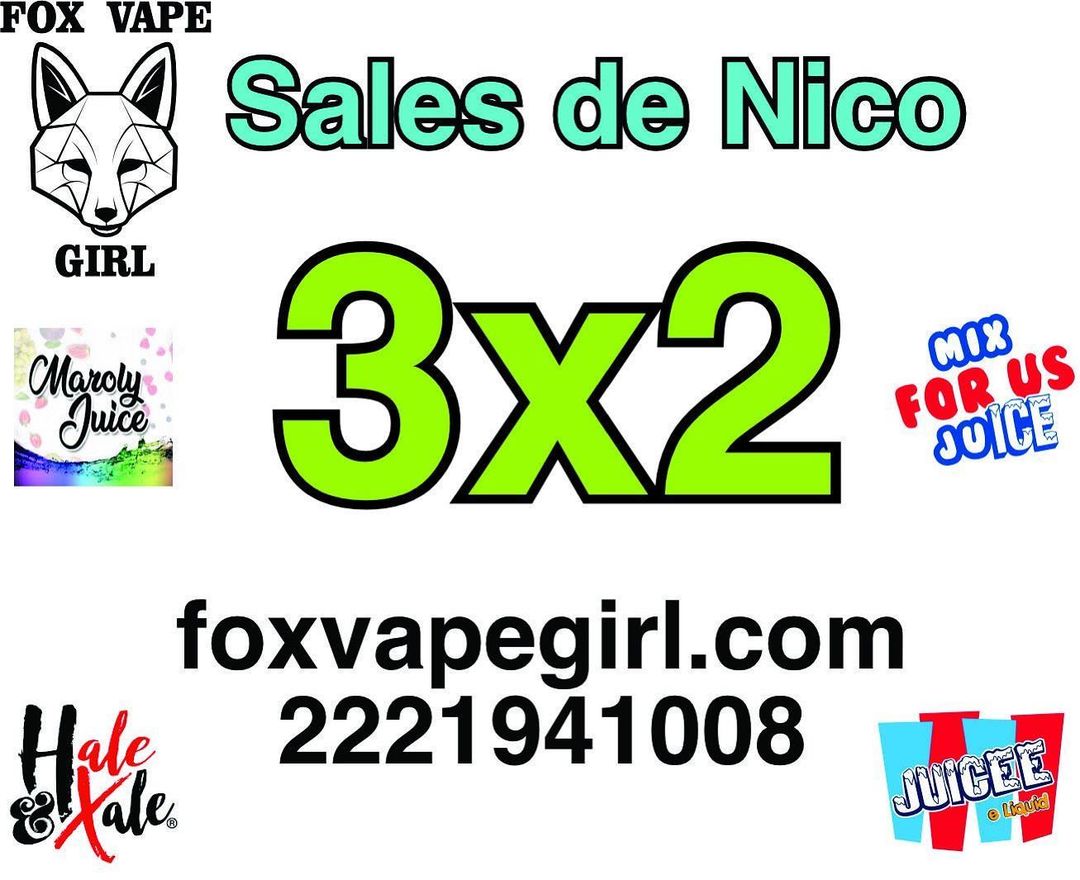 FOX VAPE
GIRL
Sales de Nico
3x2
Maroly
Juice
MIX
FOR US
JUICE
foxvapegirl.com
2221941008
Hale
&Xale®
JUICEE
e Liquid